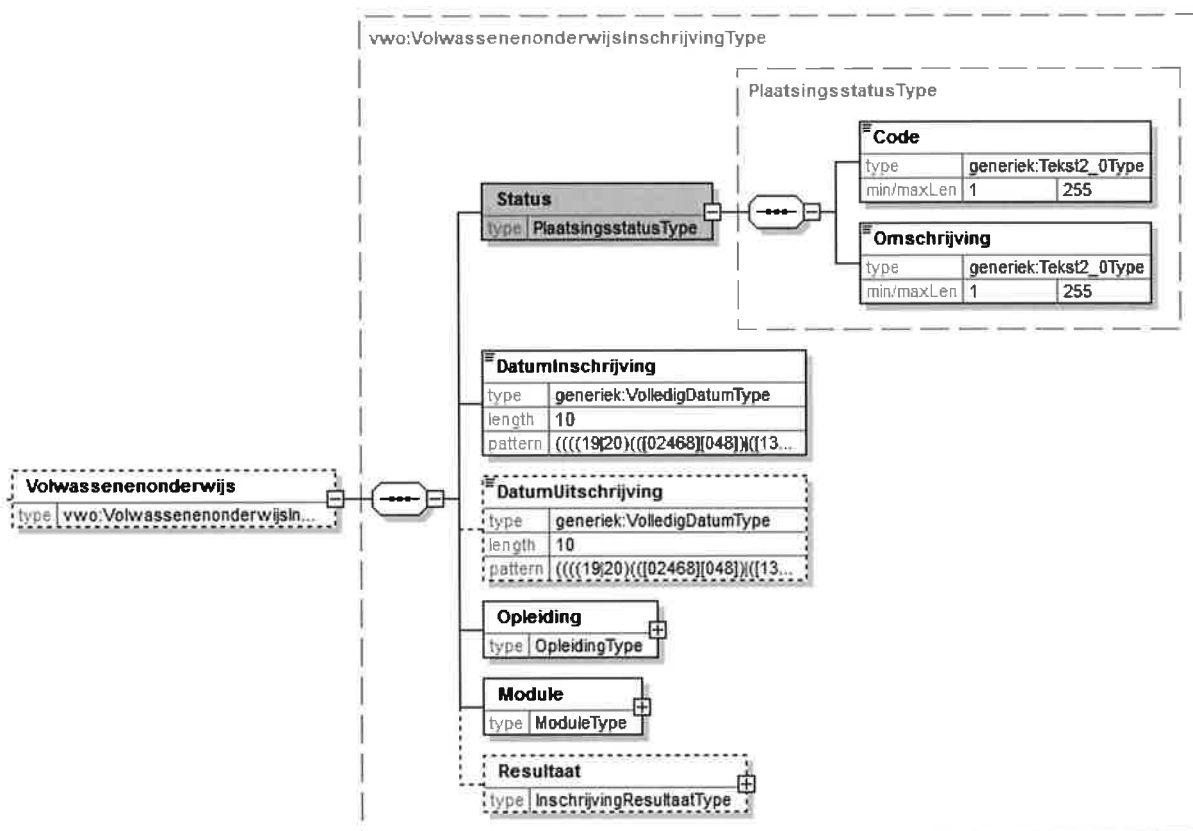 vwo:VolwassenenonderwijsInschrijvingType
PlaatsingsstatusType
Code
type generiek:Tekst2_0Type
min/maxLen 1 255
Status
type PlaatsingsstatusType
Omschrijving
type generiek:Tekst2_0Type
min/maxLen 1 255
DatumInschrijving
type generiek:VolledigDatumType
length 10
pattern ((((19|20)(([02468][048])|([13...
Volwassenenonderwijs
type vwo:VolwassenenonderwijsIn...
DatumUitschrijving
type generiek:VolledigDatumType
length 10
pattern ((((19|20)(([02468][048])|([13...
Opleiding
type OpleidingType
Module
type ModuleType
Resultaat
type InschrijvingResultaatType